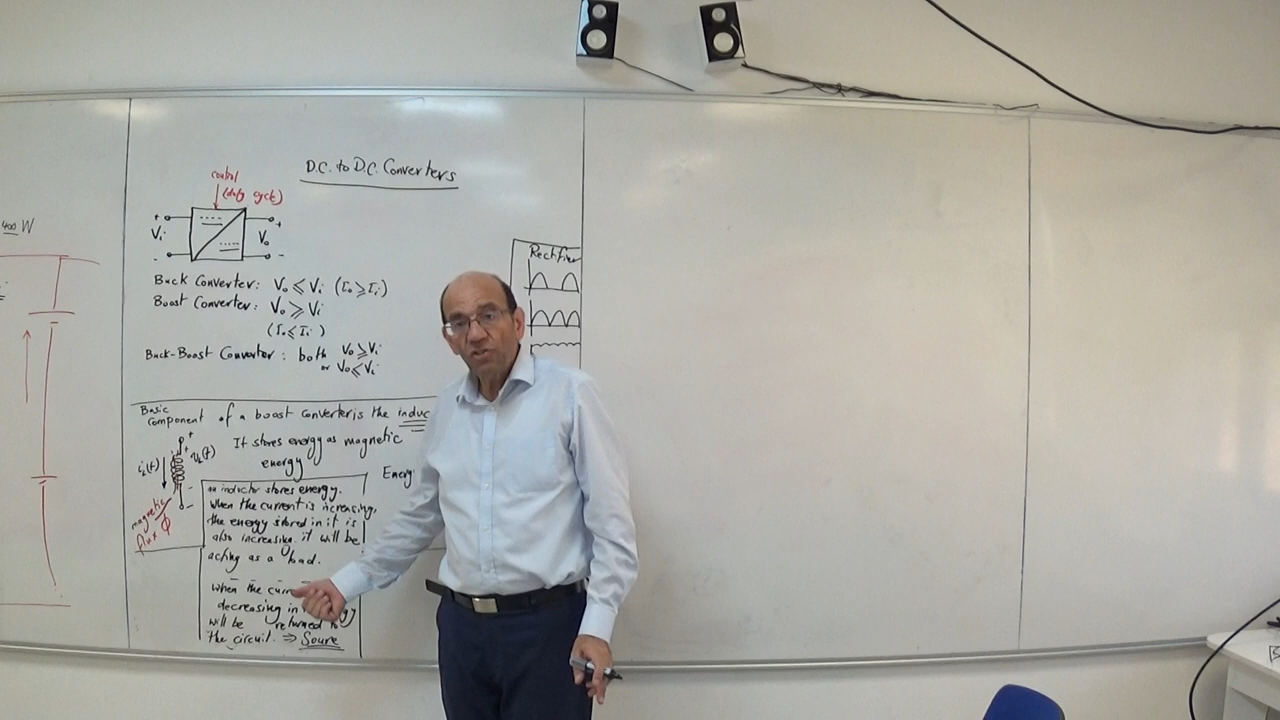 D.C. to D.C. Converters
control
(duty cycle)
+ +
Vi Vo
- -
400 W
Buck Converter: Vo ⩽ Vi (Io ⩾ Ii)
Boost Converter: Vo ⩾ Vi
(Io ⩽ Ii)
Buck-Boost Converter: both Vo ⩾ Vi
or Vo ⩽ Vi
Rectifier
Basic
component of a boost converter is the induc
It stores energy as magnetic
energy
Energ
+
+
iL(t) vL(t)
-
-
magnetic
flux Φ
an inductor stores energy.
When the current is increasing,
the energy stored in it is
also increasing. it will be
acting as a load.
When the curr
decreasing in
will be returned to
the circuit. ⇒ Soure